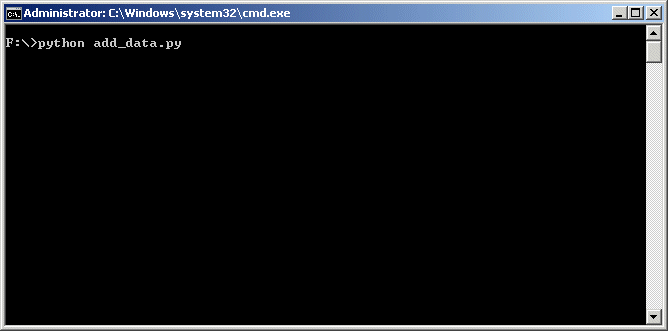 Administrator: C:\Windows\system32\cmd.exe
F:\>python add_data.py